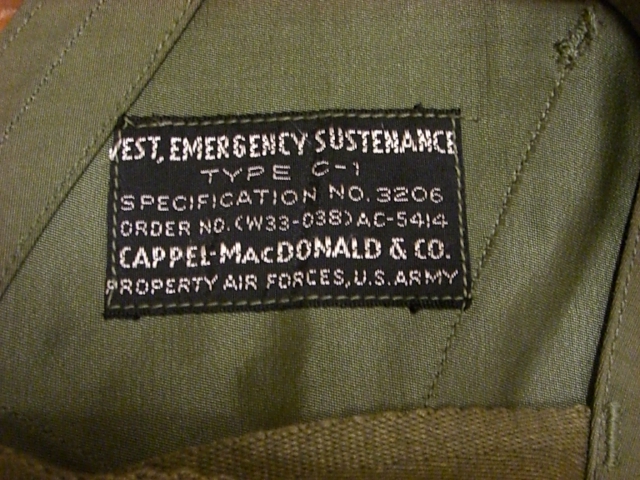 VEST, EMERGENCY SUSTENANCE
TYPE C-1
SPECIFICATION NO. 3206
ORDER NO. (W33-038) AC-5414
CAPPEL-MACDONALD & CO.
PROPERTY AIR FORCES, U.S. ARMY